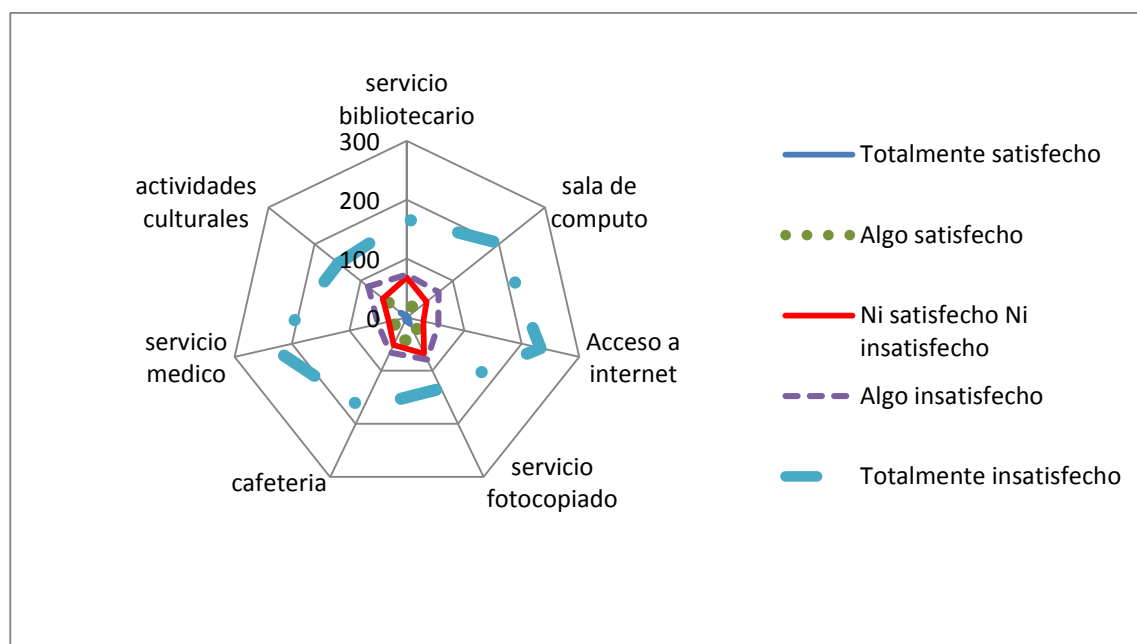 servicio
bibliotecario
300
actividades
culturales
sala de
computo
200
100
0
servicio
medico
Acceso a
internet
cafeteria
servicio
fotocopiado
Totalmente satisfecho
Algo satisfecho
Ni satisfecho Ni
insatisfecho
Algo insatisfecho
Totalmente insatisfecho